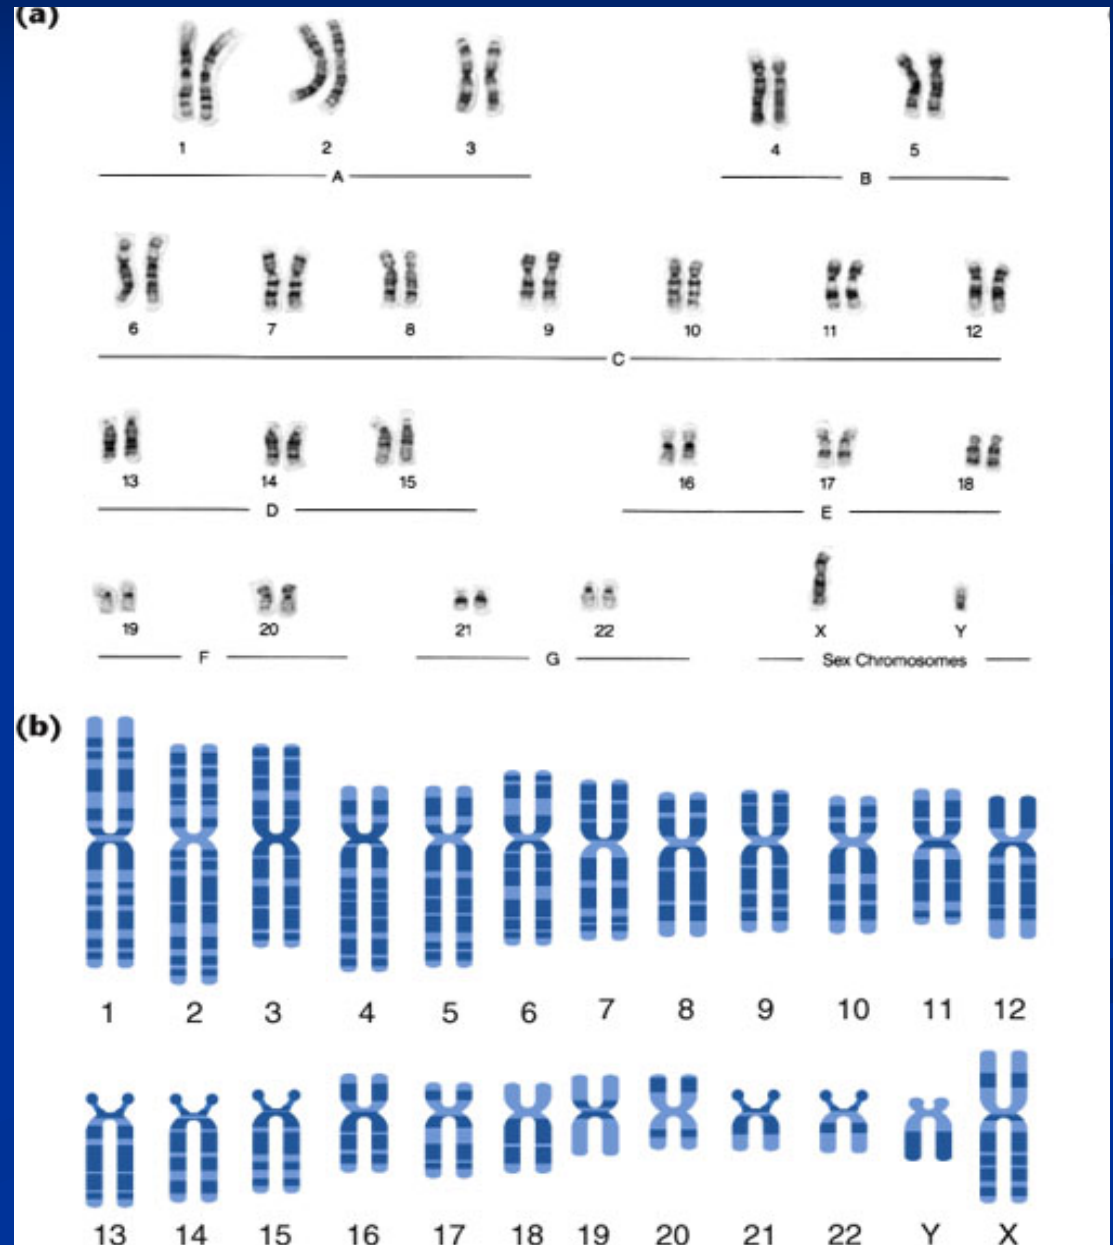 (a)
1 2 3 4 5
A B
6 7 8 9 10 11 12
C
13 14 15 16 17 18
D E
19 20 21 22 X Y
F G Sex Chromosomes
(b)
1 2 3 4 5 6 7 8 9 10 11 12
13 14 15 16 17 18 19 20 21 22 Y X